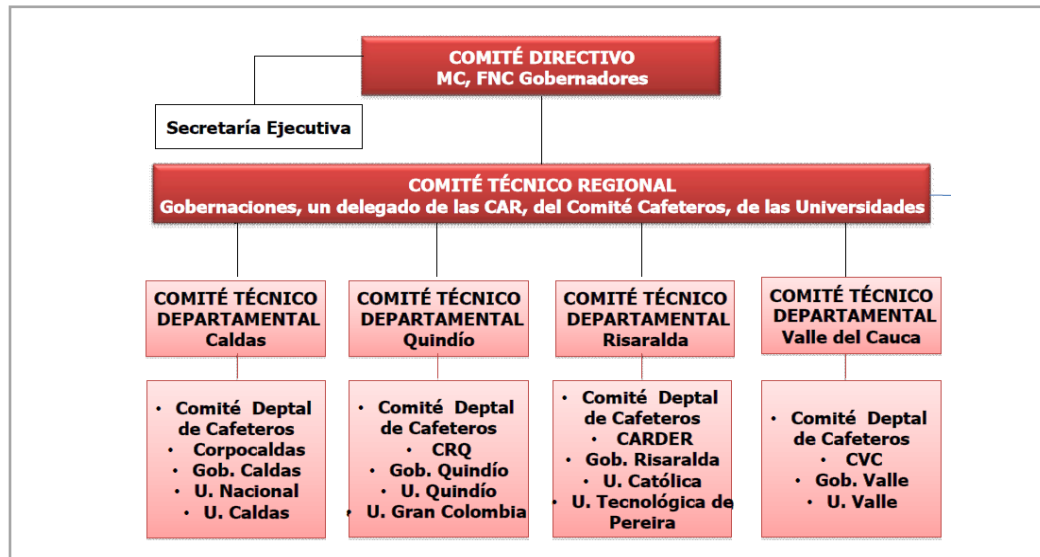 COMITÉ DIRECTIVO
MC, FNC Gobernadores
Secretaría Ejecutiva
COMITÉ TÉCNICO REGIONAL
Gobernaciones, un delegado de las CAR, del Comité Cafeteros, de las Universidades
COMITÉ TÉCNICO
DEPARTAMENTAL
Caldas
COMITÉ TÉCNICO
DEPARTAMENTAL
Quindío
COMITÉ TÉCNICO
DEPARTAMENTAL
Risaralda
COMITÉ TÉCNICO
DEPARTAMENTAL
Valle del Cauca
• Comité Deptal
de Cafeteros
• Corpocaldas
• Gob. Caldas
• U. Nacional
• U. Caldas
• Comité Deptal
de Cafeteros
• CRQ
• Gob. Quindío
• U. Quindío
• U. Gran Colombia
• Comité Deptal
de Cafeteros
• CARDER
• Gob. Risaralda
• U. Católica
• U. Tecnológica de
Pereira
• Comité Deptal
de Cafeteros
• CVC
• Gob. Valle
• U. Valle